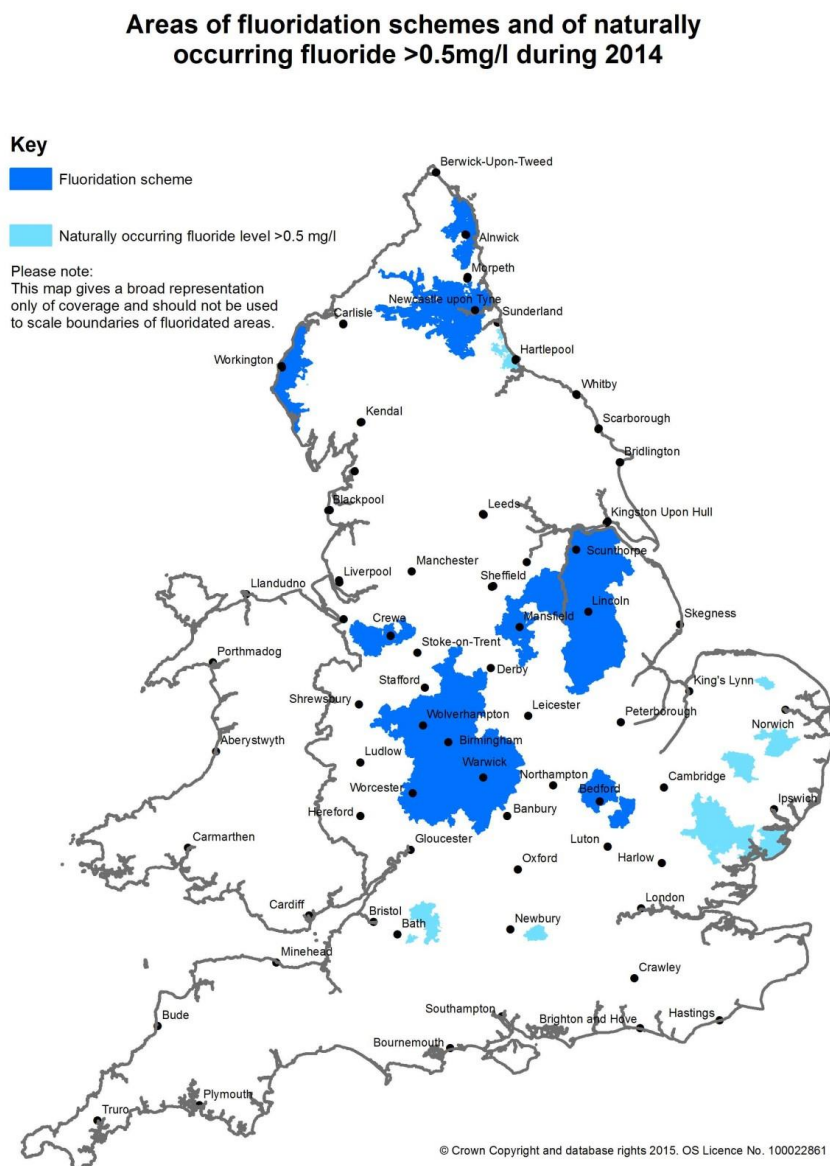 Areas of fluoridation schemes and of naturally
occurring fluoride >0.5mg/l during 2014
Key
Fluoridation scheme
Naturally occurring fluoride level >0.5 mg/l
Please note:
This map gives a broad representation
only of coverage and should not be used
to scale boundaries of fluoridated areas.
Berwick-Upon-Tweed
Alnwick
Morpeth
Newcastle upon Tyne
Sunderland
Carlisle
Hartlepool
Workington
Whitby
Kendal
Scarborough
Bridlington
Blackpool
Leeds
Kingston Upon Hull
Scunthorpe
Manchester
Liverpool
Sheffield
Llandudno
Lincoln
Crewe
Mansfield
Skegness
Stoke-on-Trent
Porthmadog
Derby
Stafford
King's Lynn
Shrewsbury
Leicester
Peterborough
Wolverhampton
Norwich
Aberystwyth
Birmingham
Ludlow
Warwick
Northampton
Cambridge
Worcester
Bedford
Ipswich
Hereford
Banbury
Carmarthen
Gloucester
Luton
Harlow
Oxford
Cardiff
London
Bristol
Bath
Newbury
Minehead
Crawley
Southampton
Brighton and Hove
Hastings
Bude
Bournemouth
Plymouth
Truro
© Crown Copyright and database rights 2015. OS Licence No. 100022861